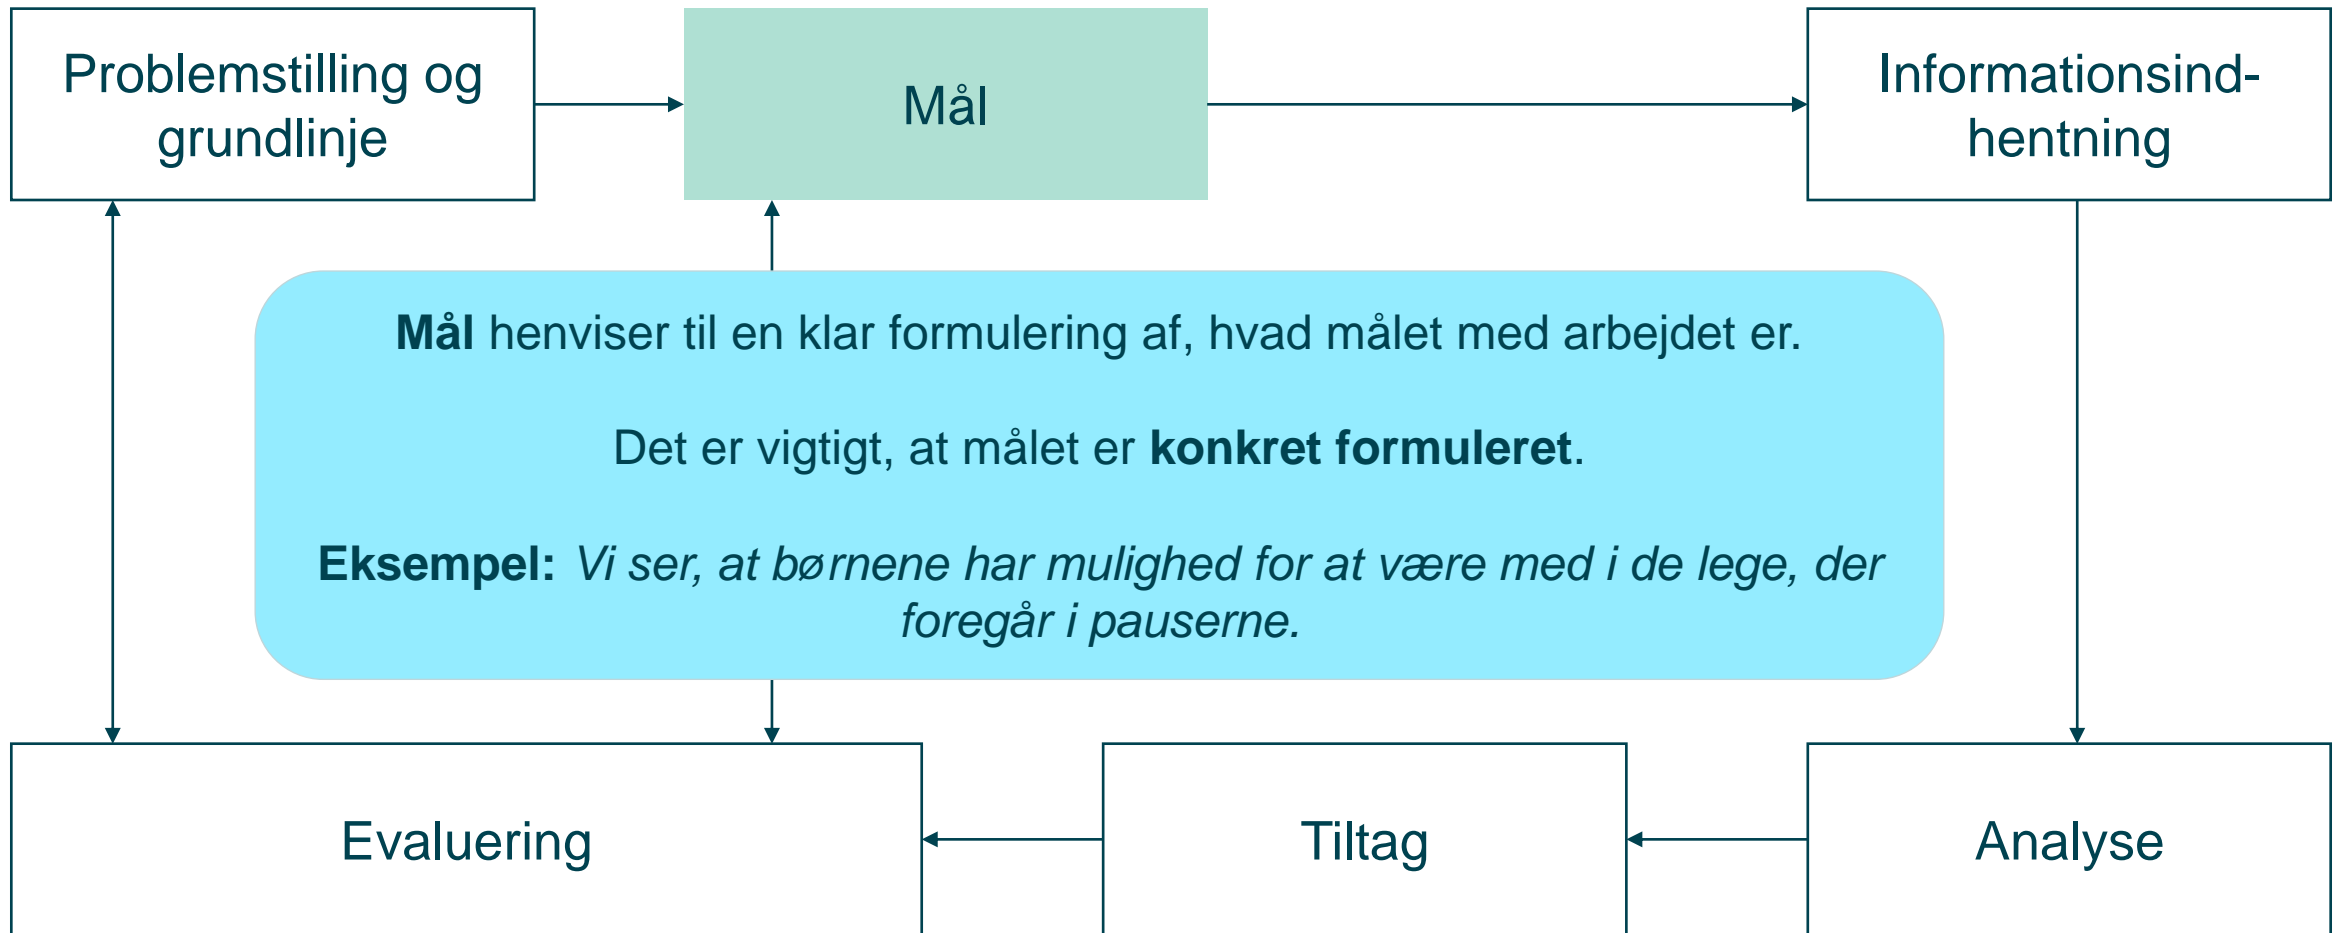 Problemstilling og
grundlinje
Mål
Informationsind-
hentning
Mål henviser til en klar formulering af, hvad målet med arbejdet er.
Det er vigtigt, at målet er konkret formuleret.
Eksempel: Vi ser, at børnene har mulighed for at være med i de lege, der
foregår i pauserne.
Evaluering
Tiltag
Analyse